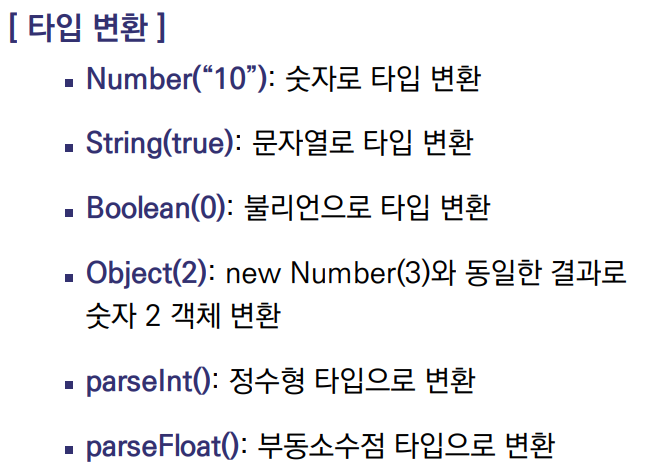 [ 타입 변환 ]
▪ Number(“10”): 숫자로 타입 변환
▪ String(true): 문자열로 타입 변환
▪ Boolean(0): 불리언으로 타입 변환
▪ Object(2): new Number(3)와 동일한 결과로
숫자 2 객체 변환
▪ parseInt(): 정수형 타입으로 변환
▪ parseFloat(): 부동소수점 타입으로 변환